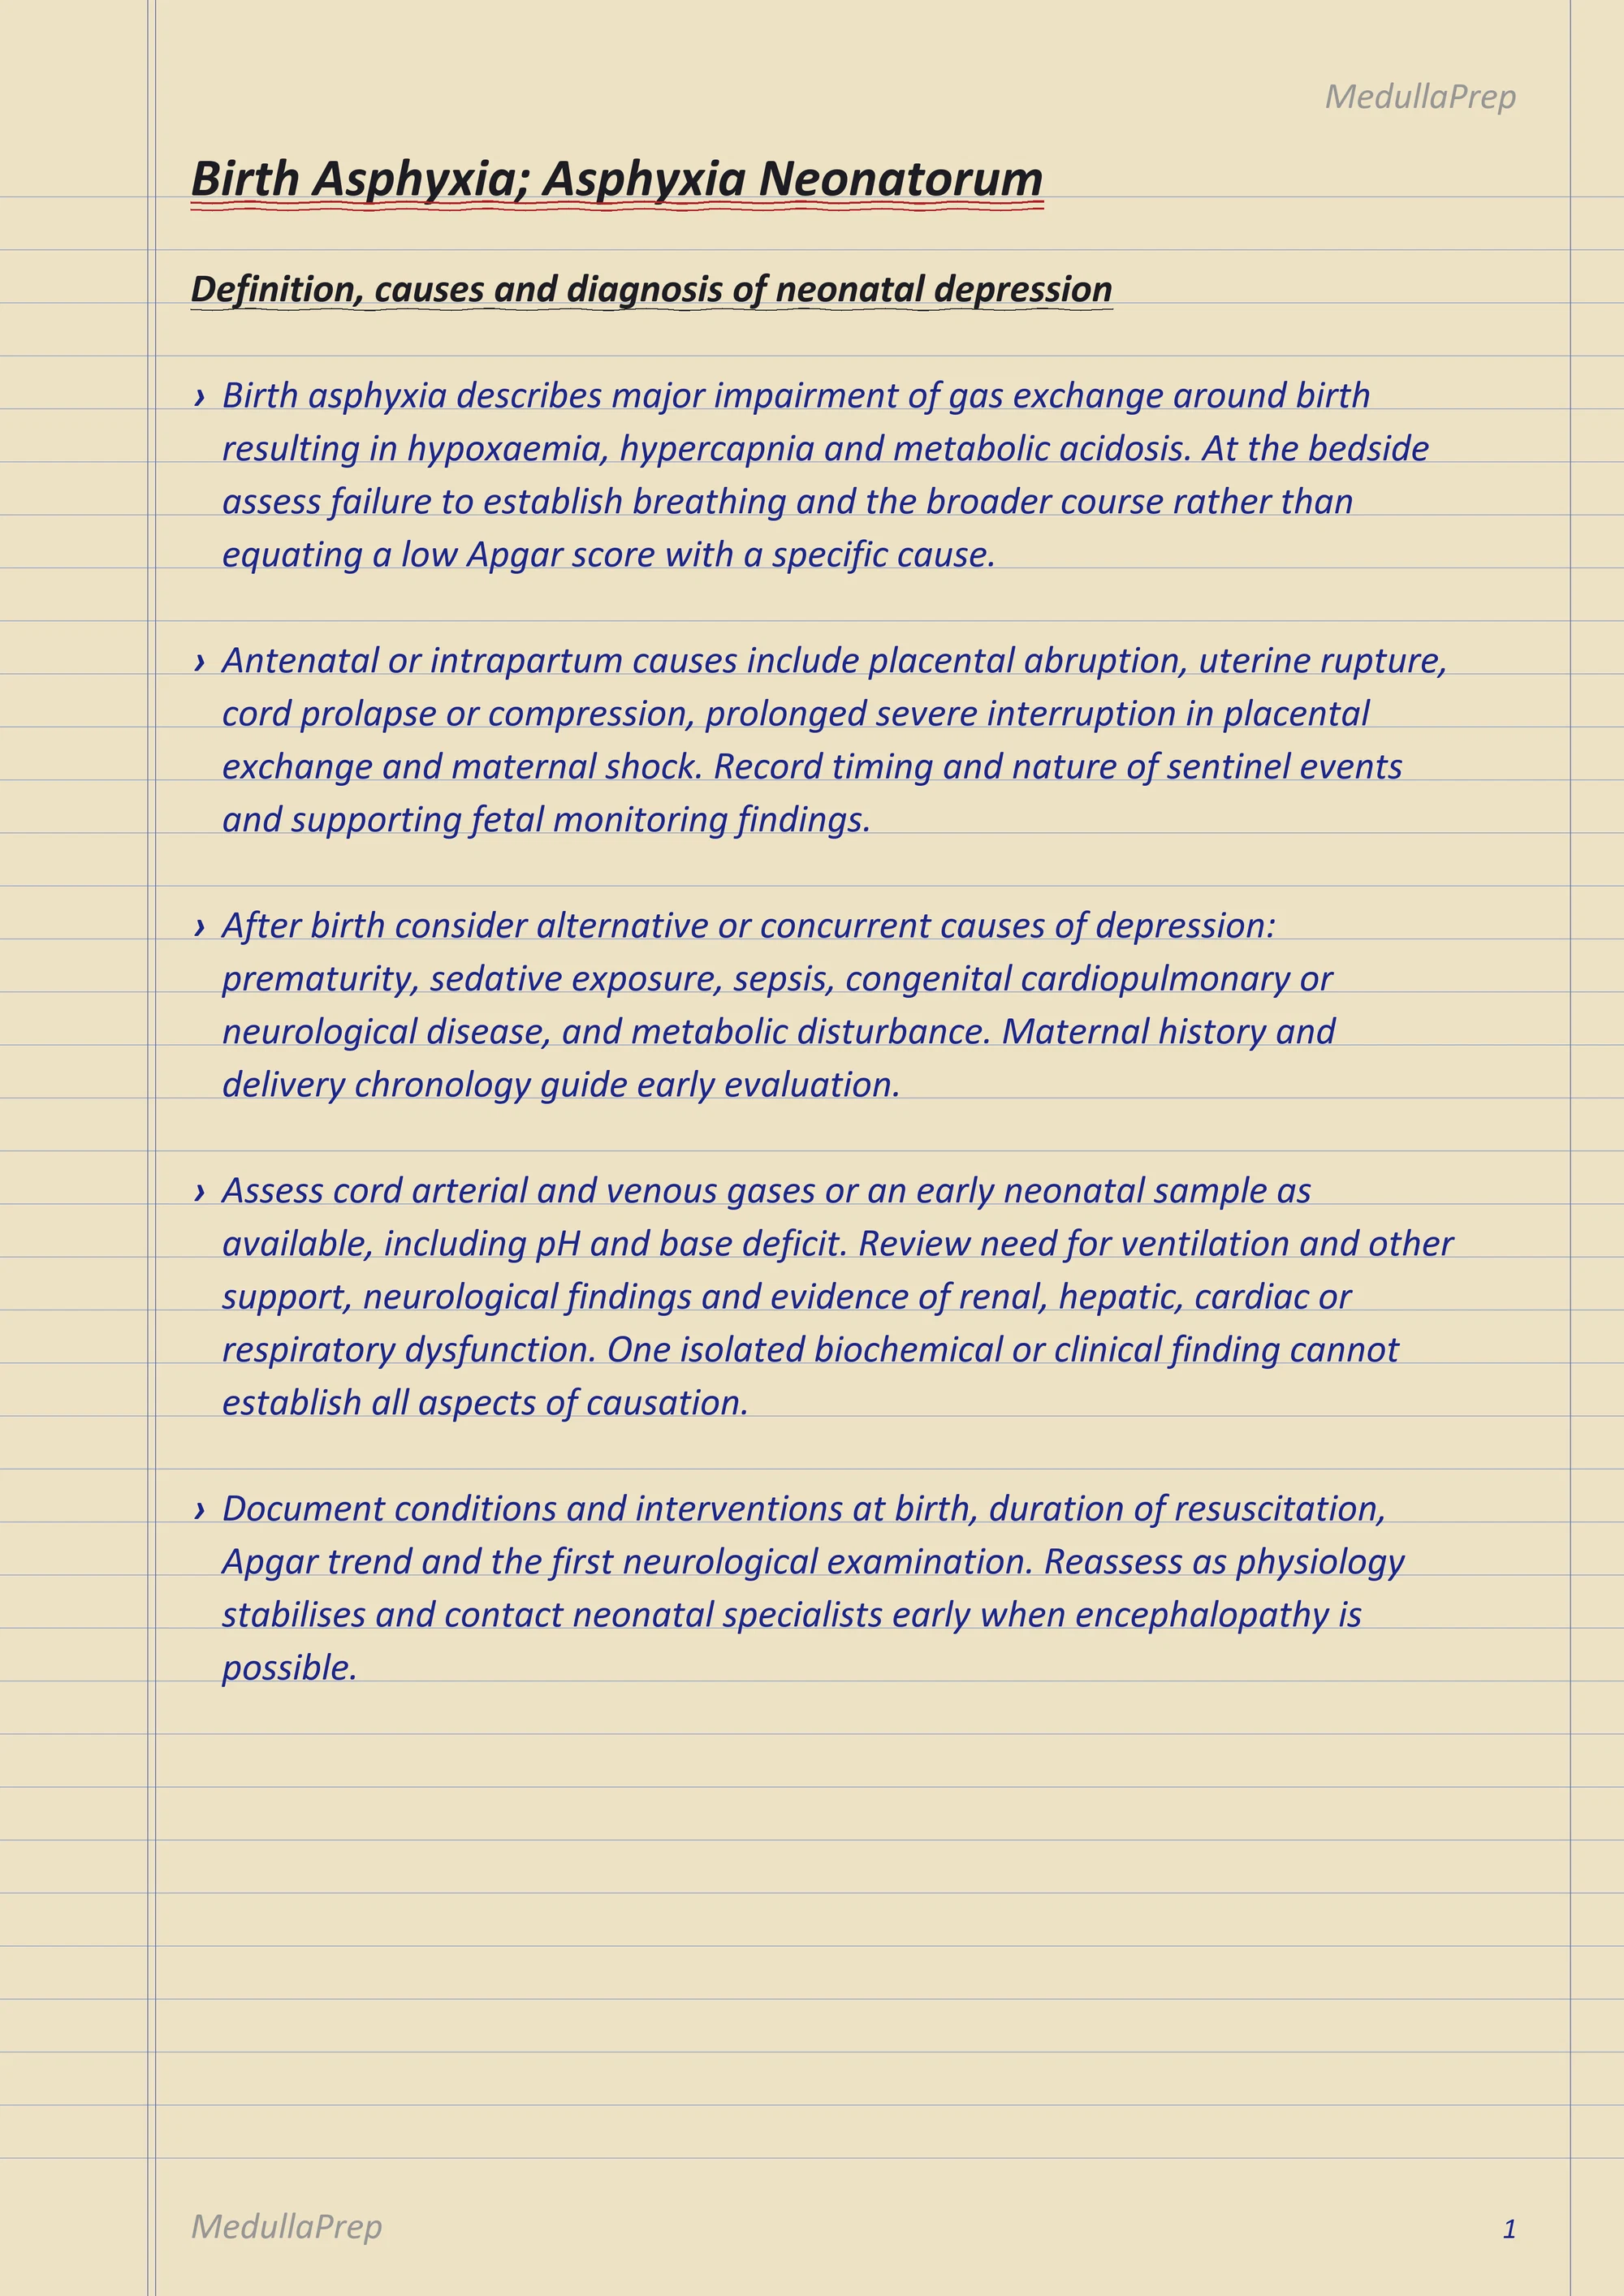 MedullaPrep
Birth Asphyxia; Asphyxia Neonatorum
Definition, causes and diagnosis of neonatal depression
› Birth asphyxia describes major impairment of gas exchange around birth
resulting in hypoxaemia, hypercapnia and metabolic acidosis. At the bedside
assess failure to establish breathing and the broader course rather than
equating a low Apgar score with a specific cause.
› Antenatal or intrapartum causes include placental abruption, uterine rupture,
cord prolapse or compression, prolonged severe interruption in placental
exchange and maternal shock. Record timing and nature of sentinel events
and supporting fetal monitoring findings.
› After birth consider alternative or concurrent causes of depression:
prematurity, sedative exposure, sepsis, congenital cardiopulmonary or
neurological disease, and metabolic disturbance. Maternal history and
delivery chronology guide early evaluation.
› Assess cord arterial and venous gases or an early neonatal sample as
available, including pH and base deficit. Review need for ventilation and other
support, neurological findings and evidence of renal, hepatic, cardiac or
respiratory dysfunction. One isolated biochemical or clinical finding cannot
establish all aspects of causation.
› Document conditions and interventions at birth, duration of resuscitation,
Apgar trend and the first neurological examination. Reassess as physiology
stabilises and contact neonatal specialists early when encephalopathy is
possible.
MedullaPrep
1